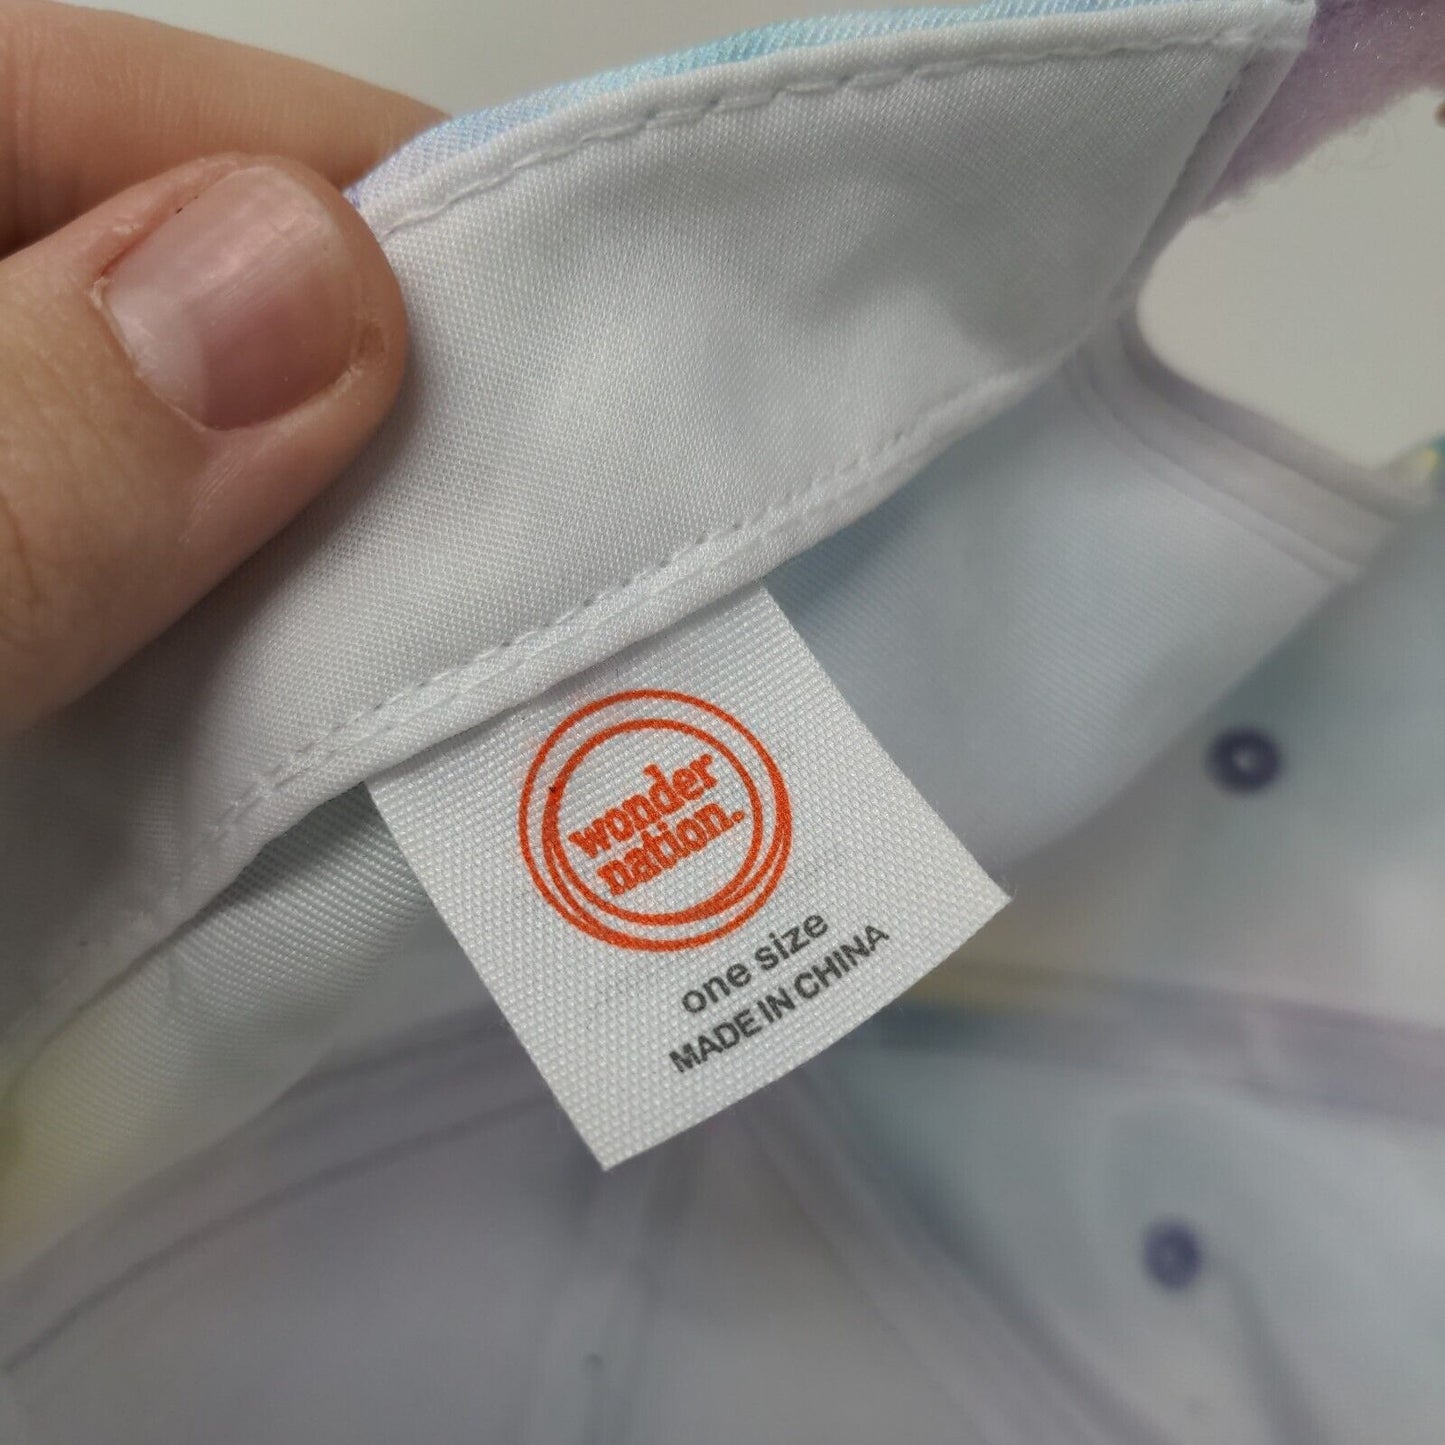 wonder
nation.
one size
MADE IN CHINA